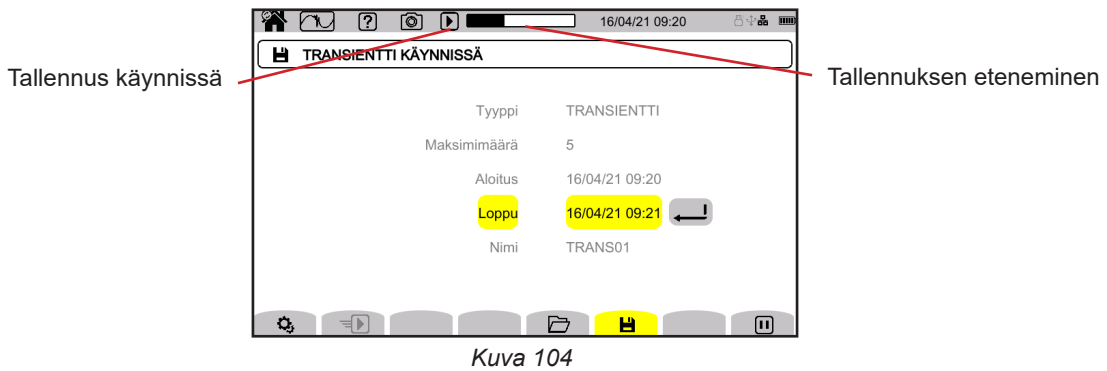 16/04/21 09:20
TRANSIENTTI KÄYNNISSÄ
Tallennus käynnissä
Tallennuksen eteneminen
Tyyppi TRANSIENTTI
Maksimimäärä 5
Aloitus 16/04/21 09:20
Loppu 16/04/21 09:21
Nimi TRANS01
Kuva 104